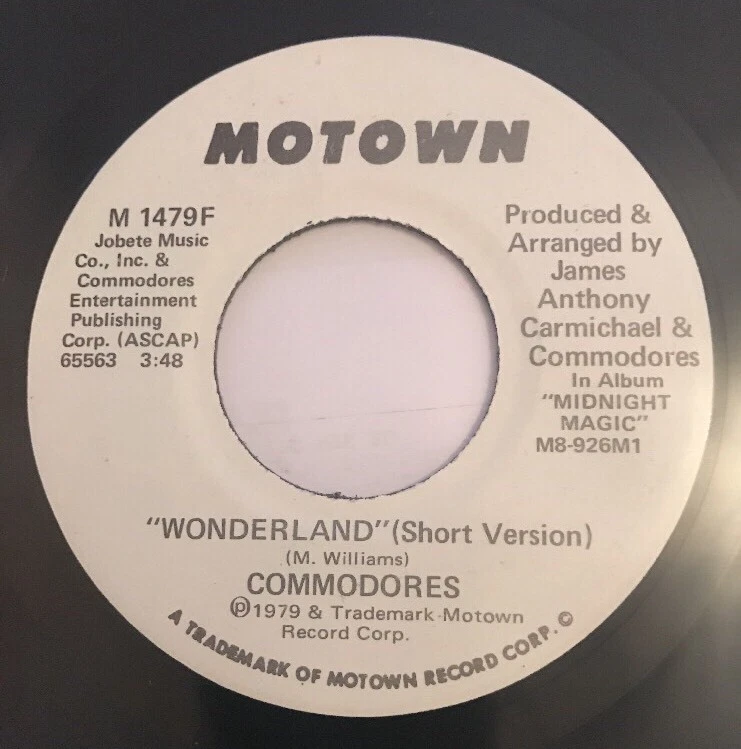 MOTOWN
M 1479F
Jobete Music
Co., Inc. &
Commodores
Entertainment
Publishing
Corp. (ASCAP)
65563 3:48
Produced &
Arranged by
James
Anthony
Carmichael &
Commodores
In Album
"MIDNIGHT
MAGIC"
M8-926M1
"WONDERLAND"(Short Version)
(M. Williams)
COMMODORES
℗1979 & Trademark Motown
Record Corp.
A TRADEMARK OF MOTOWN RECORD CORP.©